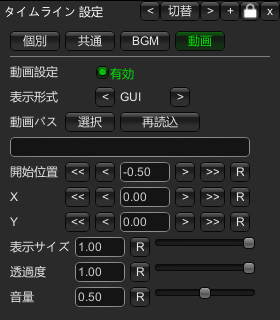 タイムライン 設定 < 切替 > + x
個別 共通 BGM 動画
動画設定 有効
表示形式 < GUI >
動画パス 選択 再読込
開始位置 << < -0.50 > >> R
X << < 0.00 > >> R
Y << < 0.00 > >> R
表示サイズ 1.00 R
透過度 1.00 R
音量 0.50 R